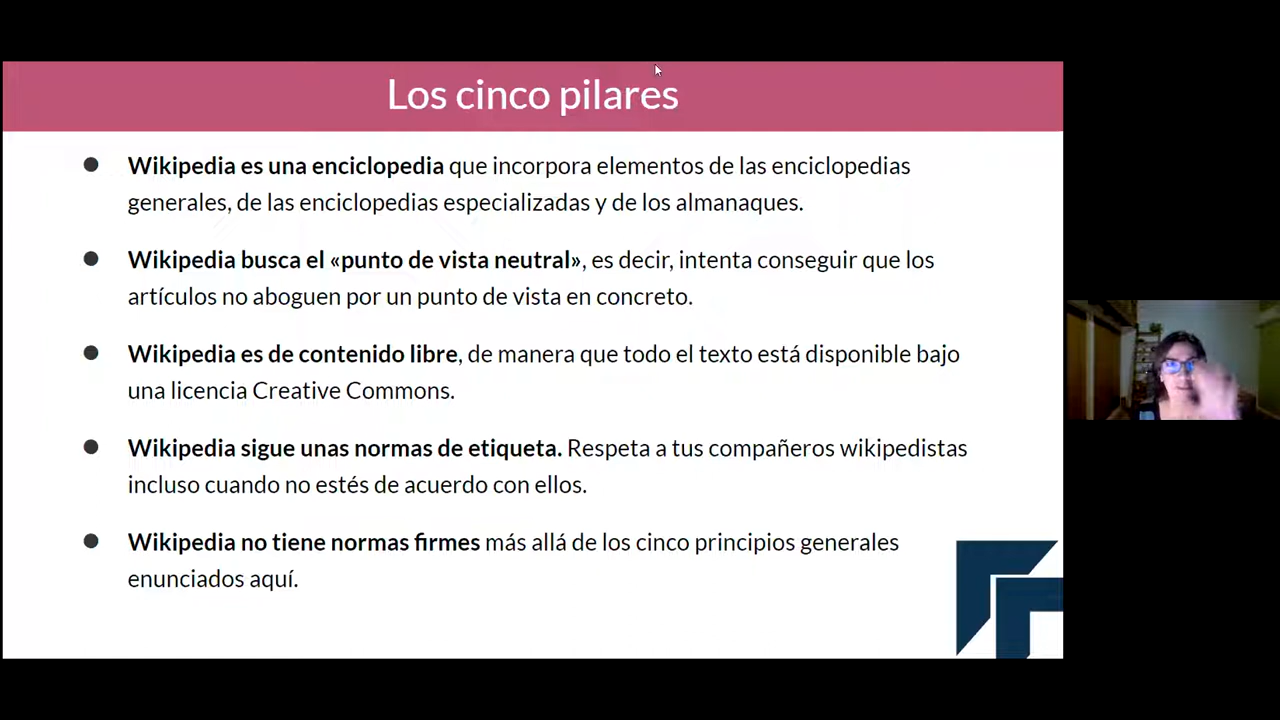 Los cinco pilares
Wikipedia es una enciclopedia que incorpora elementos de las enciclopedias
generales, de las enciclopedias especializadas y de los almanaques.
Wikipedia busca el «punto de vista neutral», es decir, intenta conseguir que los
artículos no aboguen por un punto de vista en concreto.
Wikipedia es de contenido libre, de manera que todo el texto está disponible bajo
una licencia Creative Commons.
Wikipedia sigue unas normas de etiqueta. Respeta a tus compañeros wikipedistas
incluso cuando no estés de acuerdo con ellos.
Wikipedia no tiene normas firmes más allá de los cinco principios generales
enunciados aquí.